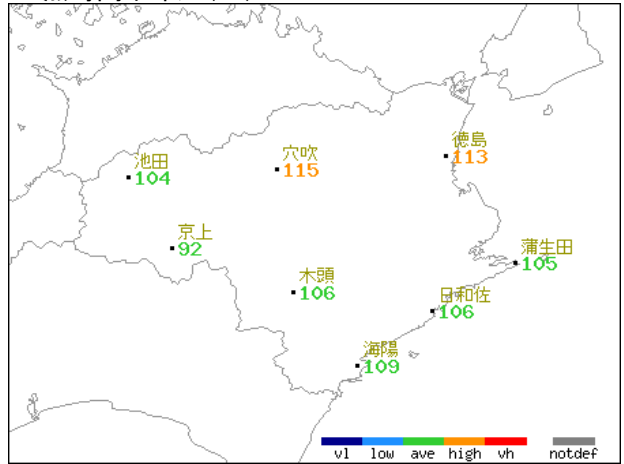 徳島
113
穴吹
115
池田
104
京上
92
蒲生田
105
木頭
106
日和佐
106
海陽
109
vl low ave high vh notdef